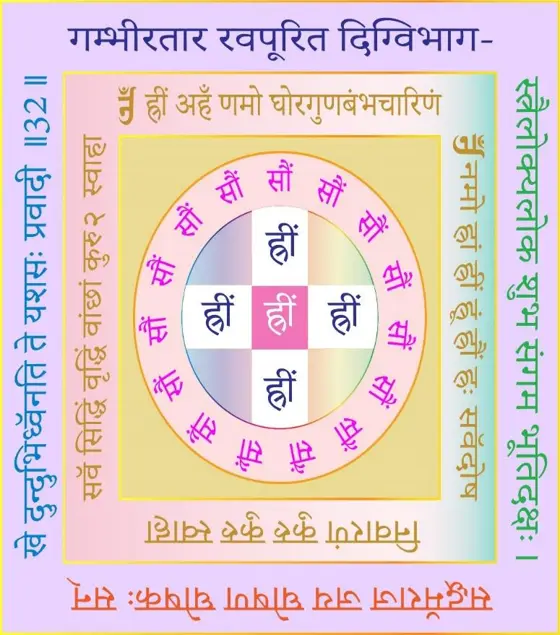 गम्भीरतार रवपूरित दिग्विभाग-
स्त्रैलोक्यलोक शुभ संगम भूतिदक्षः ।
सद्धर्मराज जय घोषण घोषकः सन्
खे दुन्दुभिर्ध्वनति ते यशसः प्रवादी ॥32॥
ॐ ह्रीं अर्हँ णमो घोरगुणबंभचारिणं
ॐ नमो ह्रां ह्रीं ह्रूं ह्रौं ह्रः सर्वदोष
निवारणं कुरु कुरु स्वाहा
सर्व सिद्धिं वृद्धिं वांछां कुरु२ स्वाहा
सौं सौं सौं सौं सौं सौं सौं सौं सौं सौं सौं सौं सौं सौं सौं सौं
ह्रीं
ह्रीं ह्रीं ह्रीं
ह्रीं